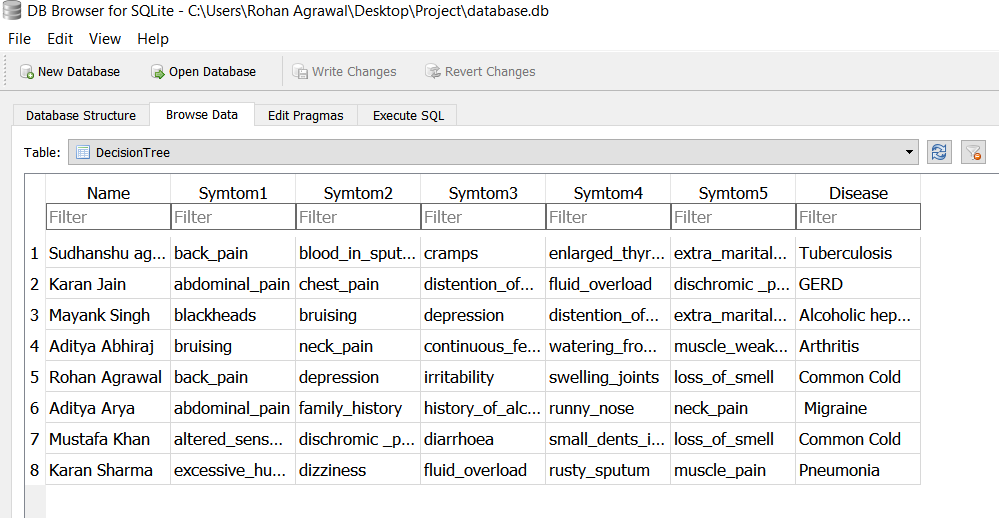 DB Browser for SQLite - C:\Users\Rohan Agrawal\Desktop\Project\database.db
File Edit View Help
New Database Open Database Write Changes Revert Changes
Database Structure Browse Data Edit Pragmas Execute SQL
Table: DecisionTree
Name Symtom1 Symtom2 Symtom3 Symtom4 Symtom5 Disease
Filter Filter Filter Filter Filter Filter Filter
1 Sudhanshu ag... back_pain blood_in_sput... cramps enlarged_thyr... extra_marital... Tuberculosis
2 Karan Jain abdominal_pain chest_pain distention_of... fluid_overload dischromic _p... GERD
3 Mayank Singh blackheads bruising depression distention_of... extra_marital... Alcoholic hep...
4 Aditya Abhiraj bruising neck_pain continuous_fe... watering_fro... muscle_weak... Arthritis
5 Rohan Agrawal back_pain depression irritability swelling_joints loss_of_smell Common Cold
6 Aditya Arya abdominal_pain family_history history_of_alc... runny_nose neck_pain Migraine
7 Mustafa Khan altered_sens... dischromic _p... diarrhoea small_dents_i... loss_of_smell Common Cold
8 Karan Sharma excessive_hu... dizziness fluid_overload rusty_sputum muscle_pain Pneumonia